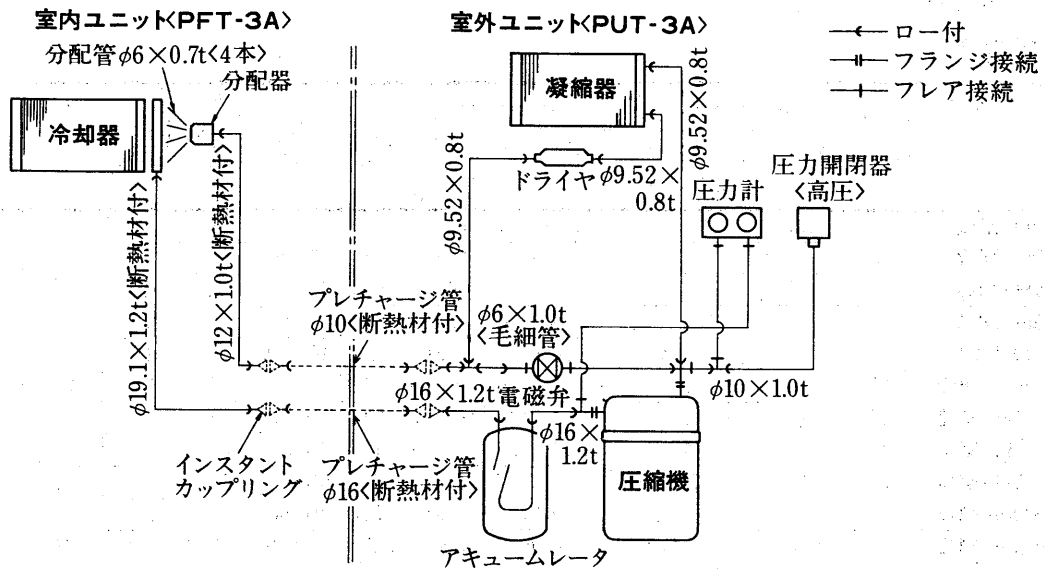 室内ユニット<PFT-3A>
分配管φ6×0.7t<4本>
分配器
冷却器
φ19.1×1.2t<断熱材付>
φ12×1.0t<断熱材付>
プレチャージ管
φ10<断熱材付>
インスタント
カップリング
プレチャージ管
φ16<断熱材付>
室外ユニット<PUT-3A>
凝縮器
φ9.52×0.8t
ドライヤ
φ9.52×
0.8t
φ9.52×0.8t
φ6×1.0t
<毛細管>
φ16×1.2t
電磁弁
φ16×
1.2t
アキュームレータ
圧縮機
圧力計
圧力開閉器
<高圧>
φ10×1.0t
ロー付
フランジ接続
フレア接続